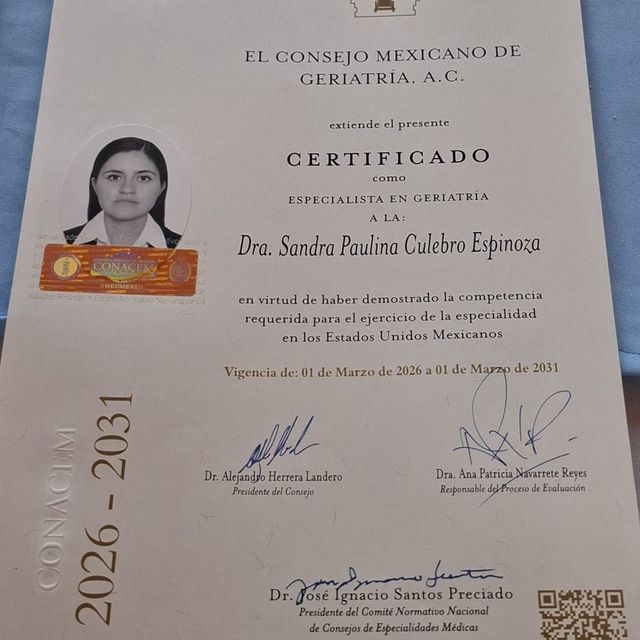 EL CONSEJO MEXICANO DE
GERIATRÍA, A.C.
extiende el presente
CERTIFICADO
como
ESPECIALISTA EN GERIATRÍA
A LA:
Dra. Sandra Paulina Culebro Espinoza
CONACEM
en virtud de haber demostrado la competencia
requerida para el ejercicio de la especialidad
en los Estados Unidos Mexicanos
Vigencia de: 01 de Marzo de 2026 a 01 de Marzo de 2031
CONACEM
2026 - 2031
Dr. Alejandro Herrera Landero
Presidente del Consejo
Dra. Ana Patricia Navarrete Reyes
Responsable del Proceso de Evaluación
Dr. José Ignacio Santos Preciado
Presidente del Comité Normativo Nacional
de Consejos de Especialidades Médicas